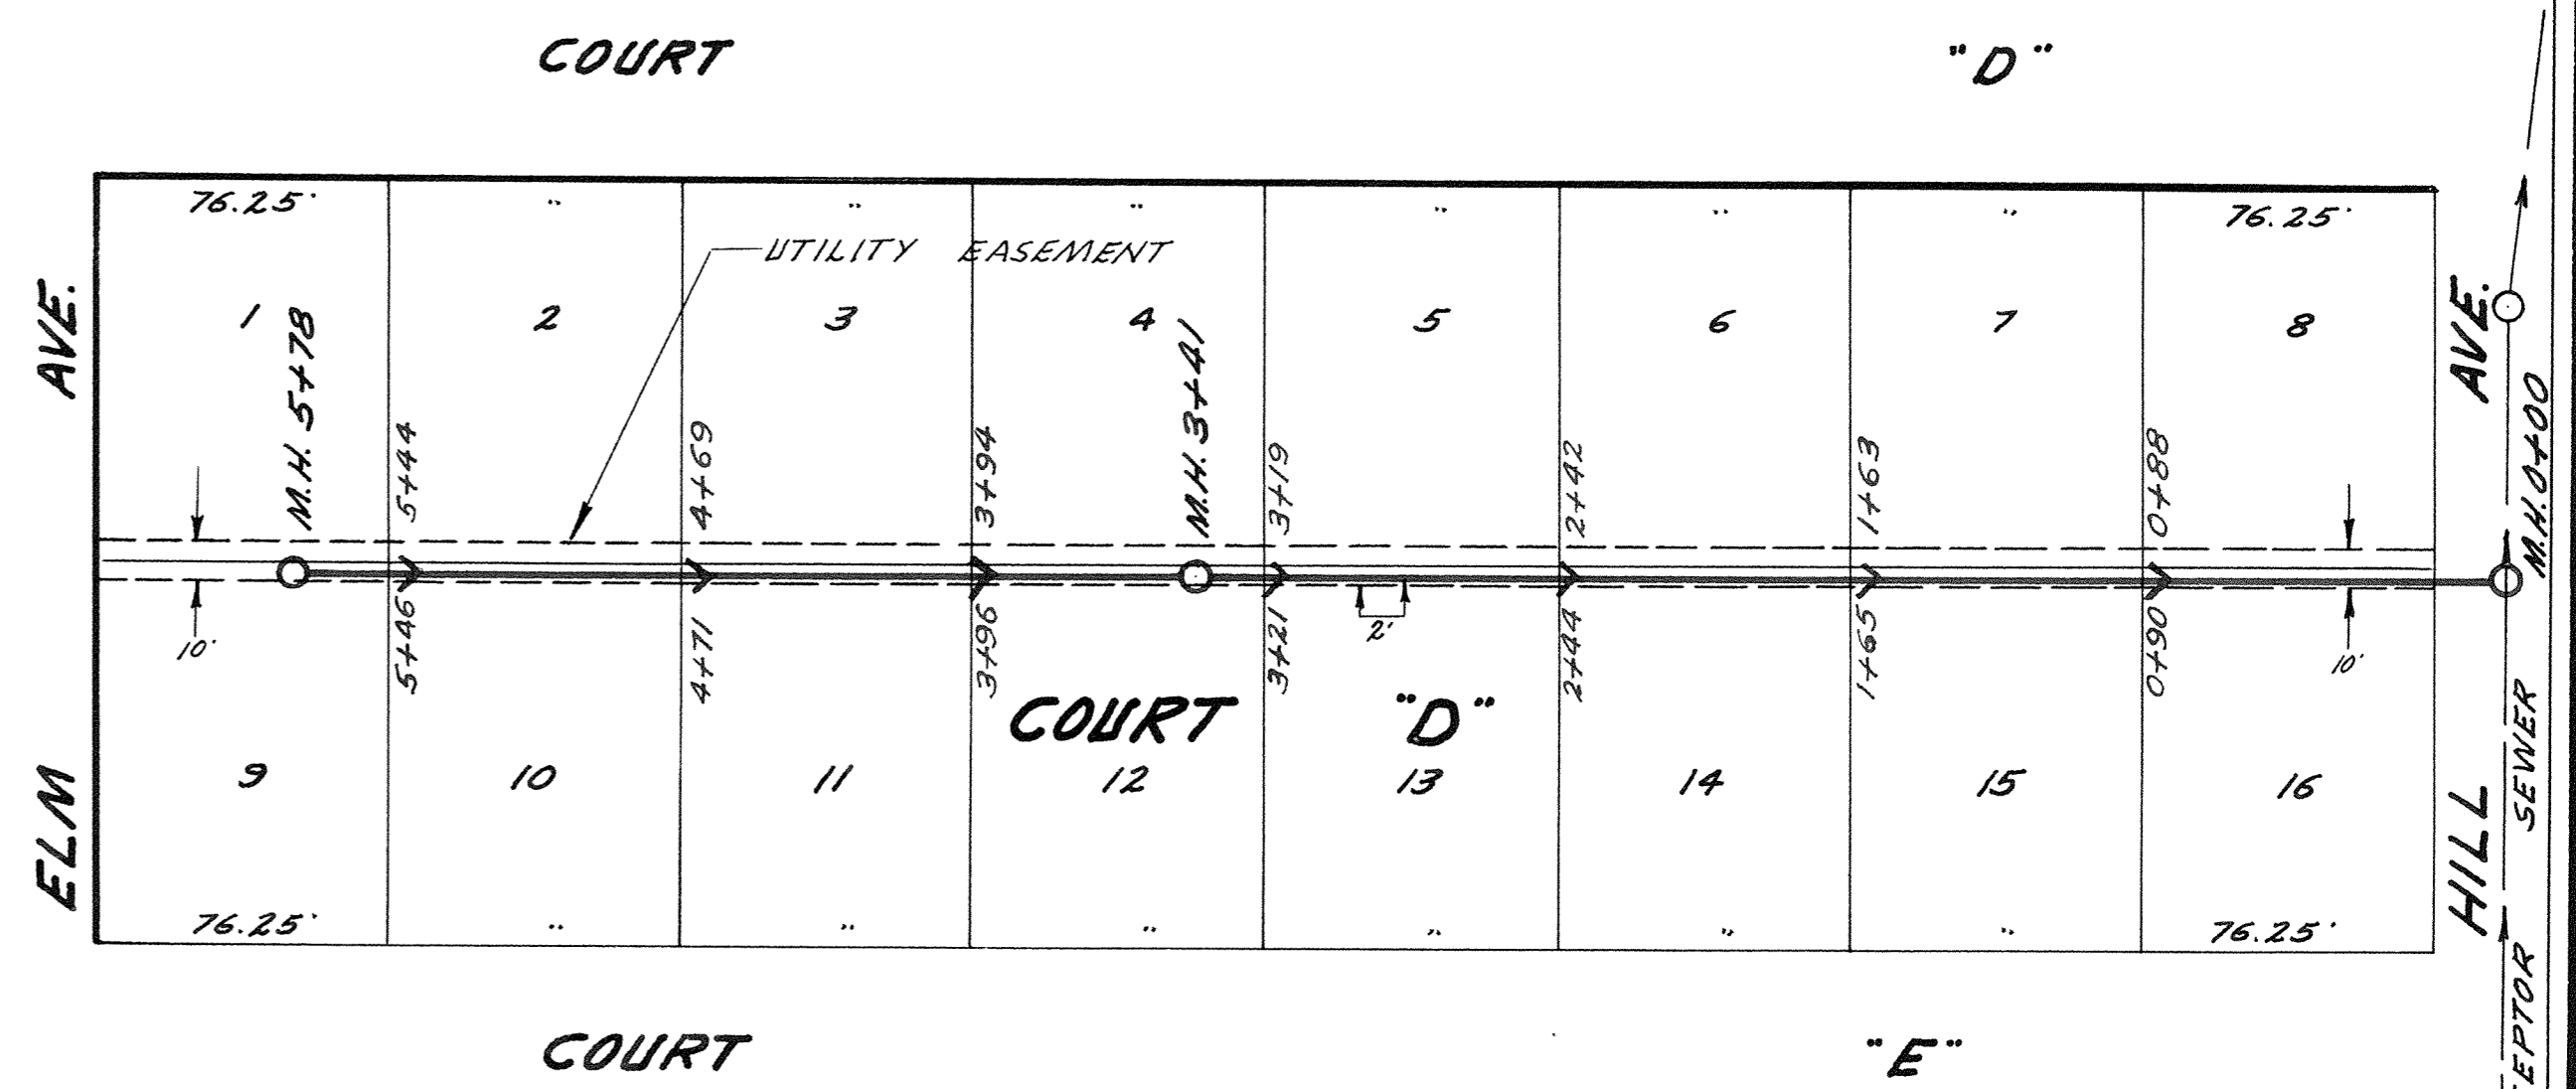 COURT "D"
76.25' " " " " " " 76.25'
UTILITY EASEMENT
1 2 3 4 5 6 7 8
ELM AVE.
HILL AVE.
M.H. 5+78
M.H. 3+41
M.H. 0+00
5+44 4+69 3+94 3+19 2+42 1+63 0+88
5+46 4+71 3+96 3+21 2+44 1+65 0+90
10' 2' 10'
COURT "D"
9 10 11 12 13 14 15 16
SEWER
76.25' " " " " " " 76.25'
EPTOR
COURT "E"